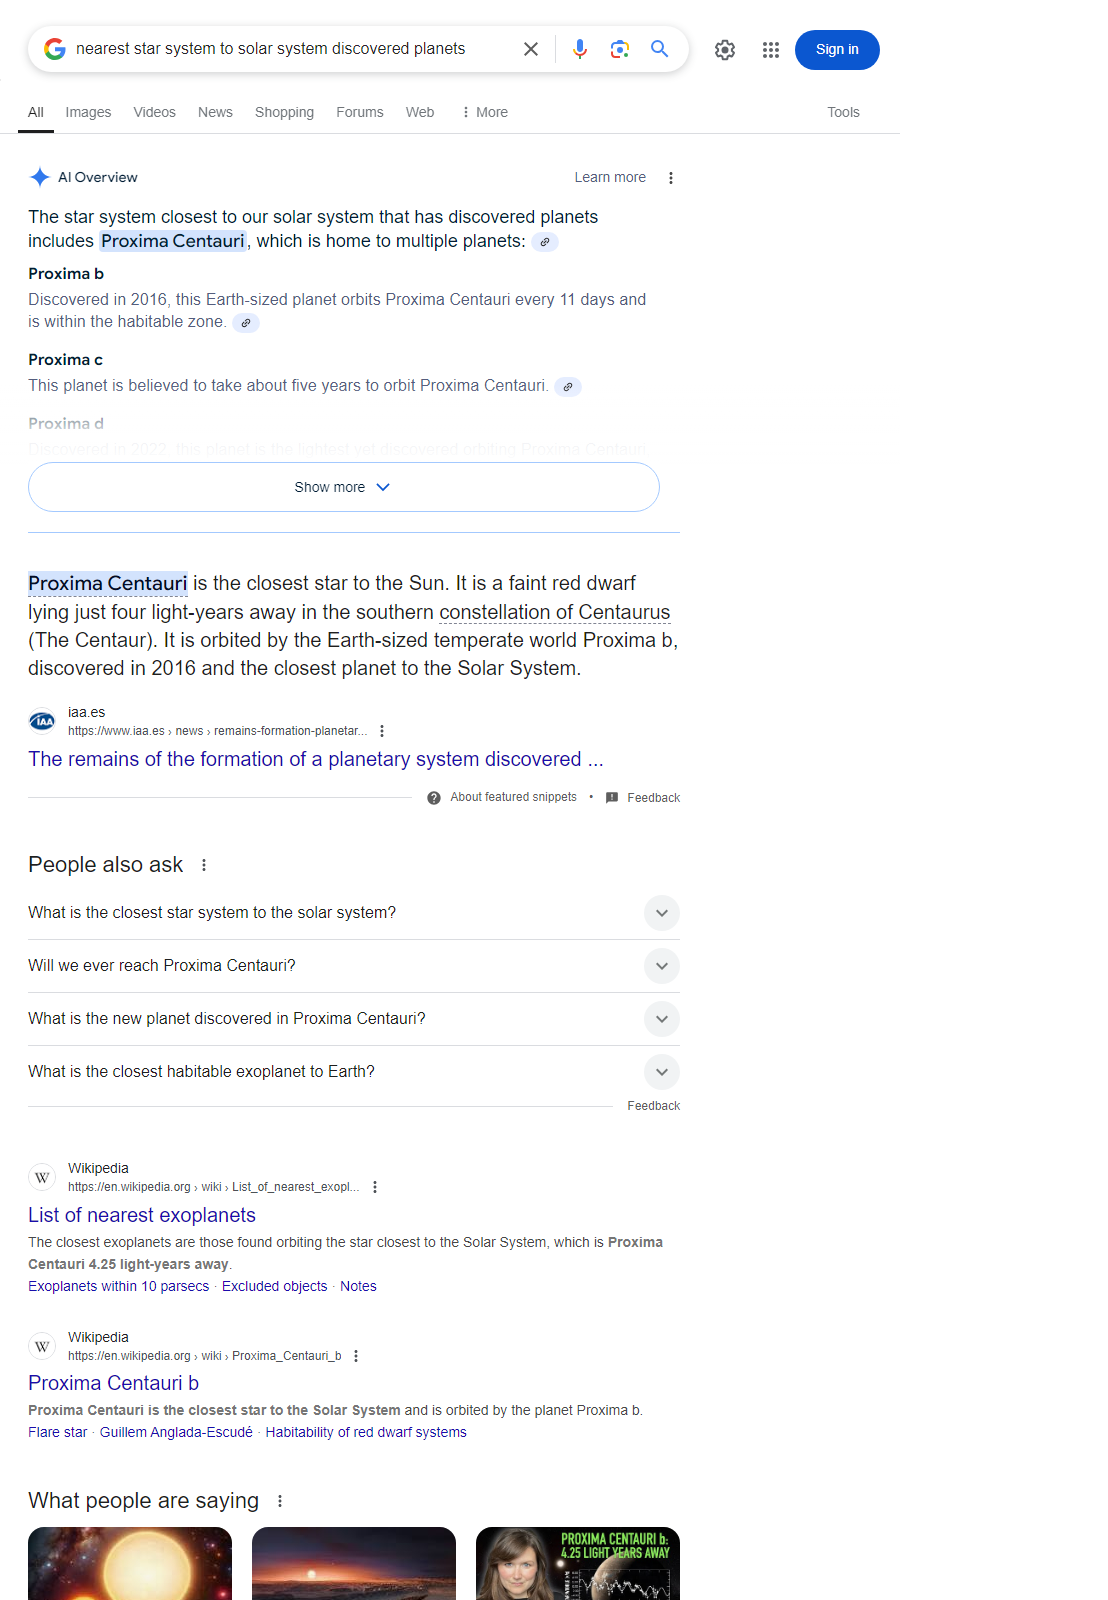 nearest star system to solar system discovered planets
Sign in
All Images Videos News Shopping Forums Web More Tools
AI Overview Learn more
The star system closest to our solar system that has discovered planets
includes Proxima Centauri, which is home to multiple planets:
Proxima b
Discovered in 2016, this Earth-sized planet orbits Proxima Centauri every 11 days and
is within the habitable zone.
Proxima c
This planet is believed to take about five years to orbit Proxima Centauri.
Proxima d
Discovered in 2022, this planet is the lightest yet discovered orbiting Proxima Centauri
Show more
Proxima Centauri is the closest star to the Sun. It is a faint red dwarf
lying just four light-years away in the southern constellation of Centaurus
(The Centaur). It is orbited by the Earth-sized temperate world Proxima b,
discovered in 2016 and the closest planet to the Solar System.
iaa.es
https://www.iaa.es › news › remains-formation-planetar...
The remains of the formation of a planetary system discovered ...
About featured snippets • Feedback
People also ask
What is the closest star system to the solar system?
Will we ever reach Proxima Centauri?
What is the new planet discovered in Proxima Centauri?
What is the closest habitable exoplanet to Earth?
Feedback
Wikipedia
https://en.wikipedia.org › wiki › List_of_nearest_exopl...
List of nearest exoplanets
The closest exoplanets are those found orbiting the star closest to the Solar System, which is Proxima
Centauri 4.25 light-years away.
Exoplanets within 10 parsecs · Excluded objects · Notes
Wikipedia
https://en.wikipedia.org › wiki › Proxima_Centauri_b
Proxima Centauri b
Proxima Centauri is the closest star to the Solar System and is orbited by the planet Proxima b.
Flare star · Guillem Anglada-Escudé · Habitability of red dwarf systems
What people are saying
PROXIMA CENTAURI b:
4.25 LIGHT YEARS AWAY